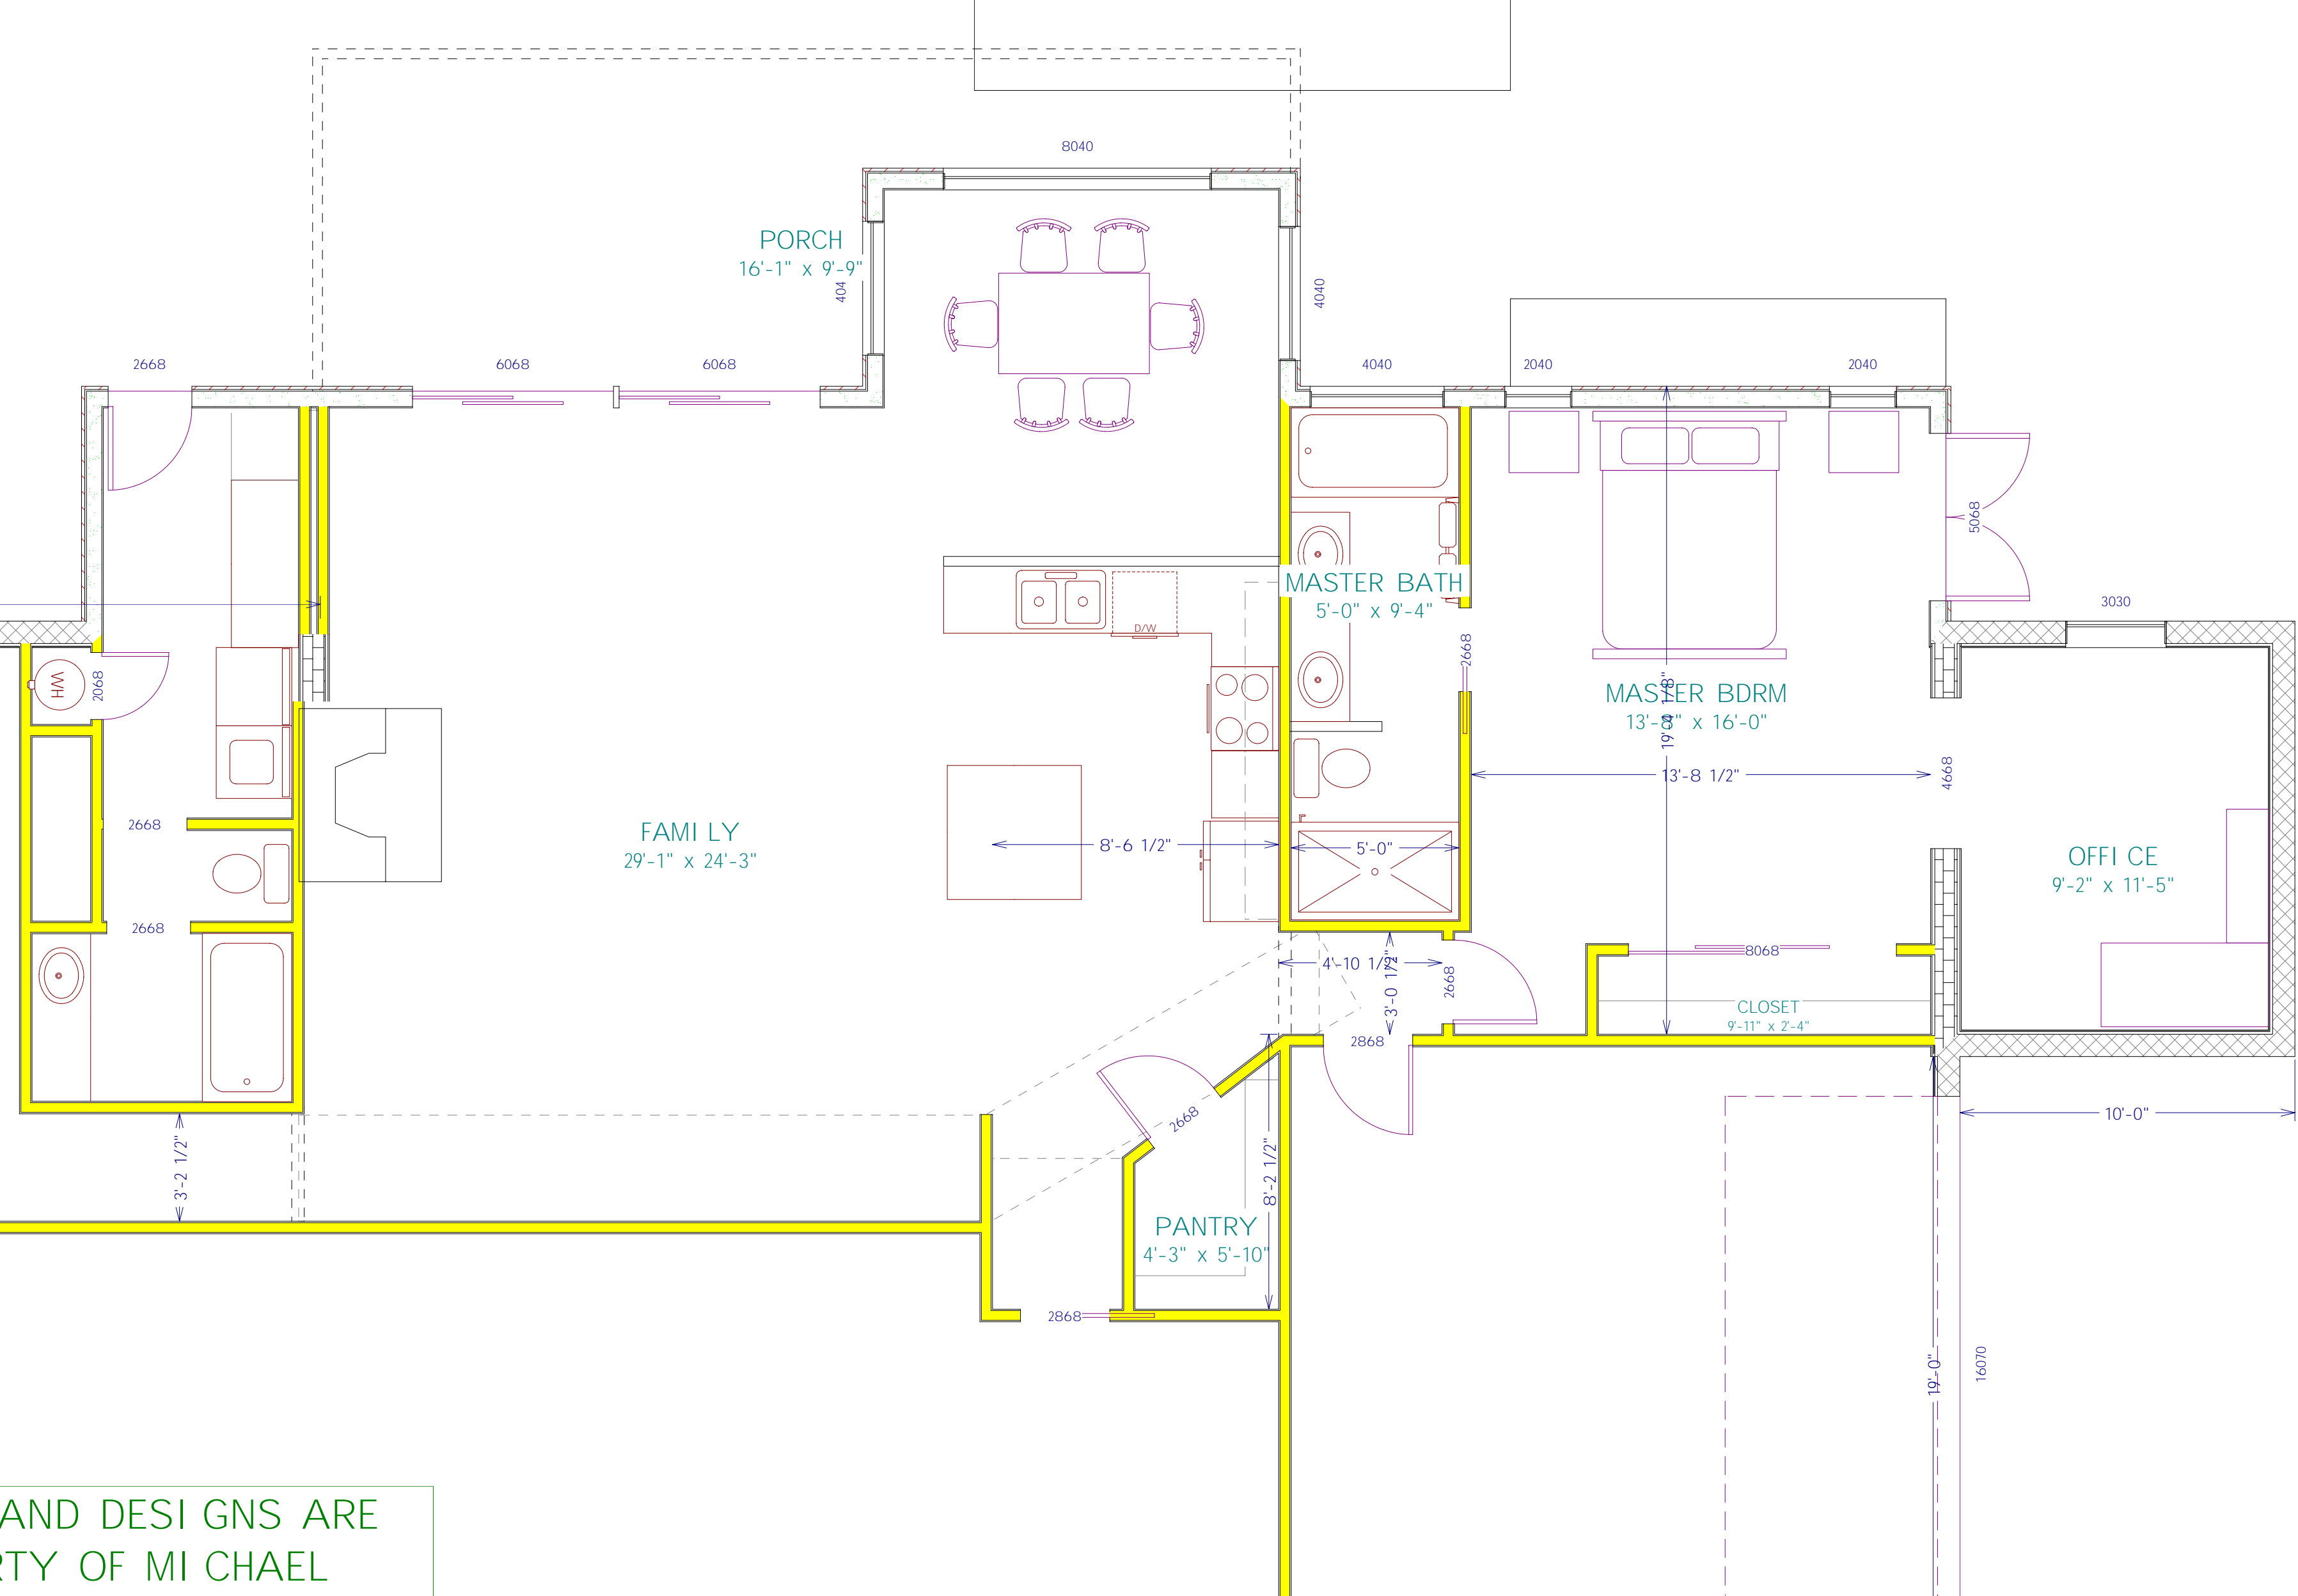 8040
PORCH
16'-1" x 9'-9"
404
4040
2668
6068
6068
4040
2040
2040
5068
3030
D/W
MASTER BATH
5'-0" x 9'-4"
2668
WH
2068
MASTER BDRM
13'-8" x 16'-0"
19'-4 1/8"
13'-8 1/2"
4668
2668
FAMILY
29'-1" x 24'-3"
8'-6 1/2"
5'-0"
OFFICE
9'-2" x 11'-5"
2668
8068
4'-10 1/2"
3'-0 1/2"
2668
CLOSET
9'-11" x 2'-4"
2868
2668
10'-0"
3'-2 1/2"
8'-2 1/2"
PANTRY
4'-3" x 5'-10"
2868
19'-0"
16070
AND DESIGNS ARE
RTY OF MICHAEL